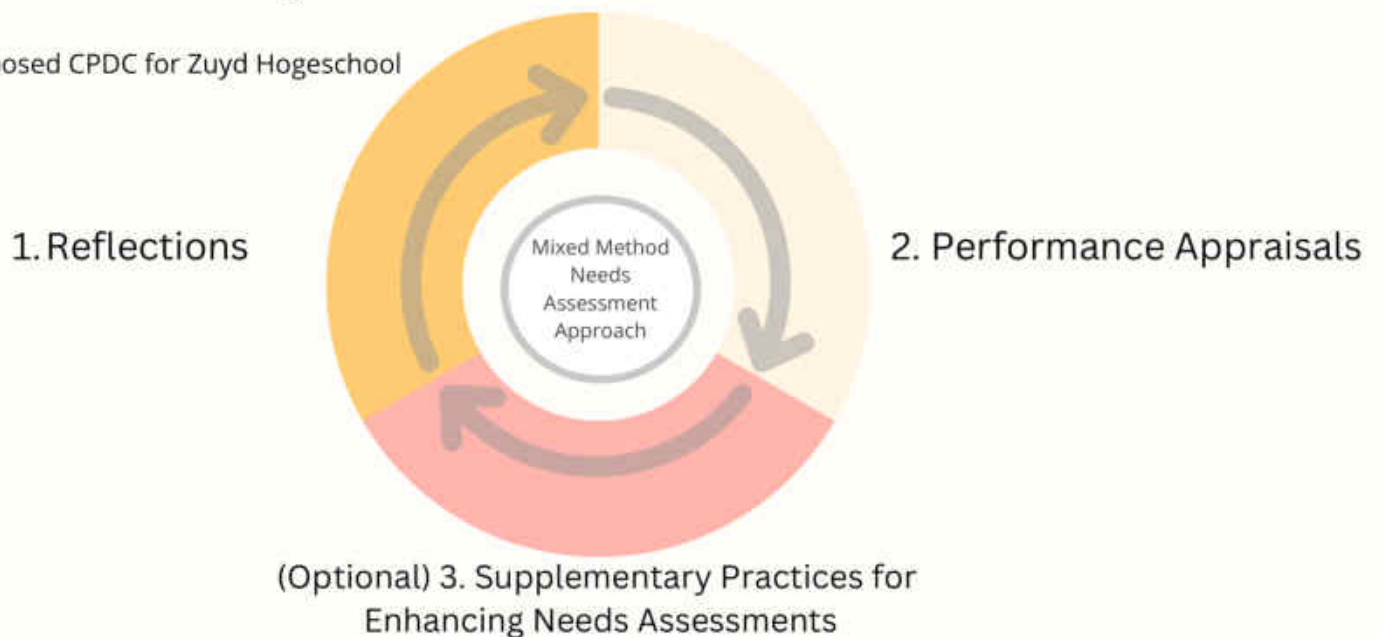 CPDC for Zuyd Hogeschool
1. Reflections
Mixed Method
Needs
Assessment
Approach
2. Performance Appraisals
(Optional) 3. Supplementary Practices for
Enhancing Needs Assessments